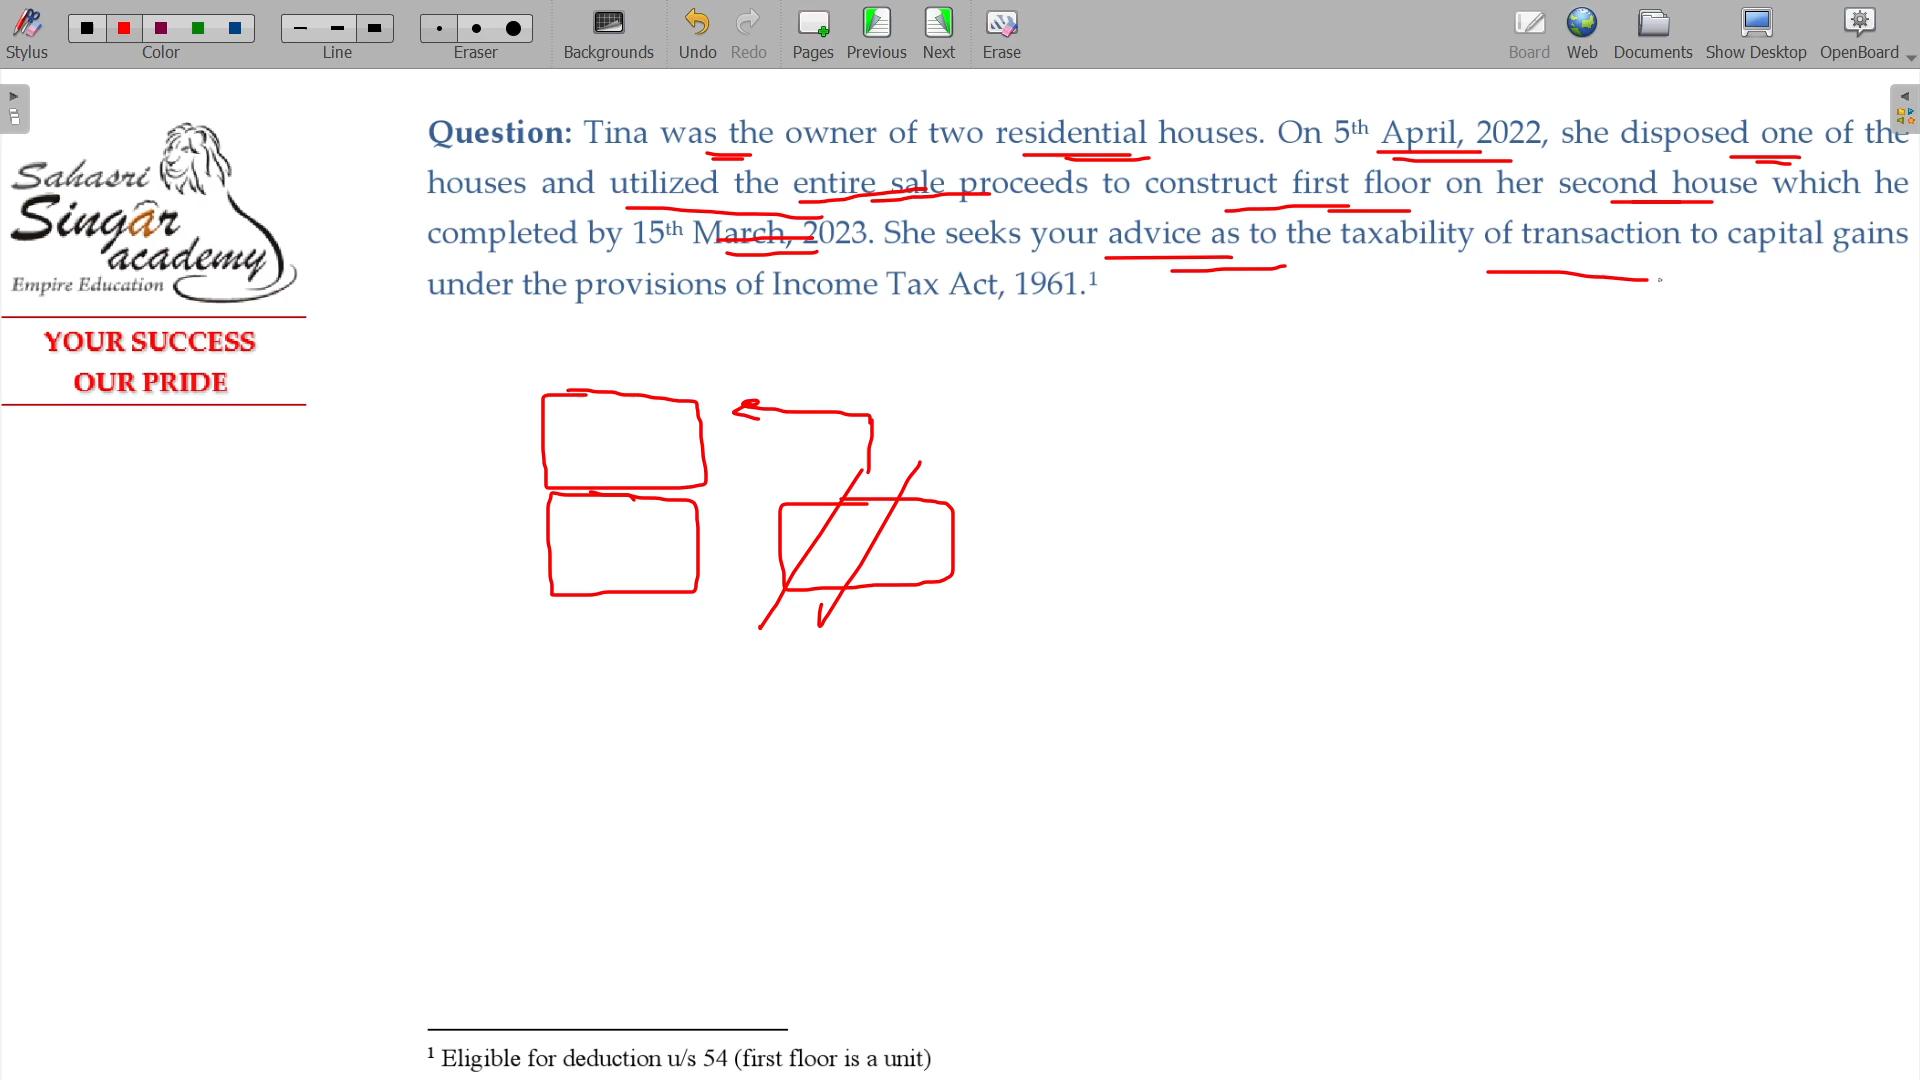 Stylus Color Line Eraser Backgrounds Undo Redo Pages Previous Next Erase Board Web Documents Show Desktop OpenBoard
Sahasri
Singâr
academy
Empire Education
YOUR SUCCESS
OUR PRIDE
Question: Tina was the owner of two residential houses. On 5th April, 2022, she disposed one of the
houses and utilized the entire sale proceeds to construct first floor on her second house which he
completed by 15th March, 2023. She seeks your advice as to the taxability of transaction to capital gains
under the provisions of Income Tax Act, 1961.¹
¹ Eligible for deduction u/s 54 (first floor is a unit)